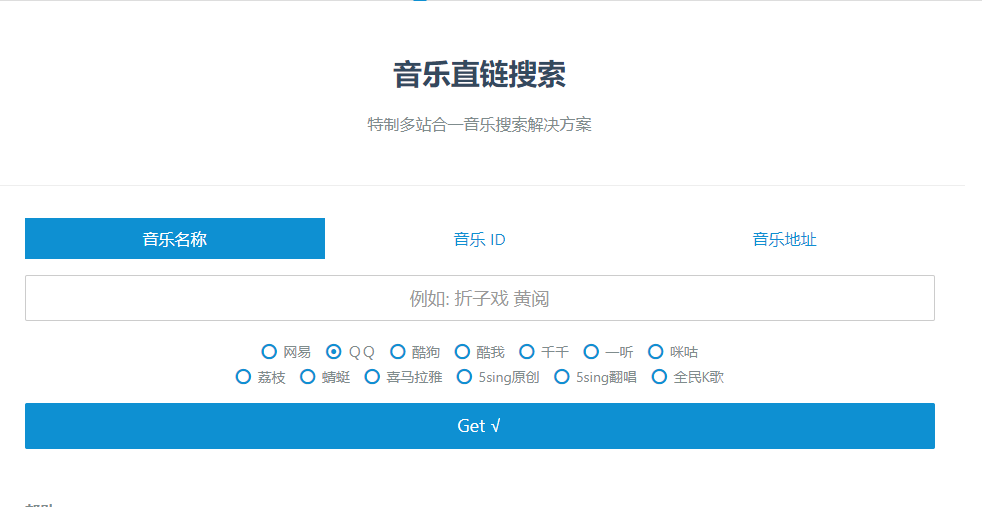 音乐直链搜索
特制多站合一音乐搜索解决方案
音乐名称 音乐 ID 音乐地址
例如: 折子戏 黄阅
网易 QQ 酷狗 酷我 千千 一听 咪咕
荔枝 蜻蜓 喜马拉雅 5sing原创 5sing翻唱 全民K歌
Get √